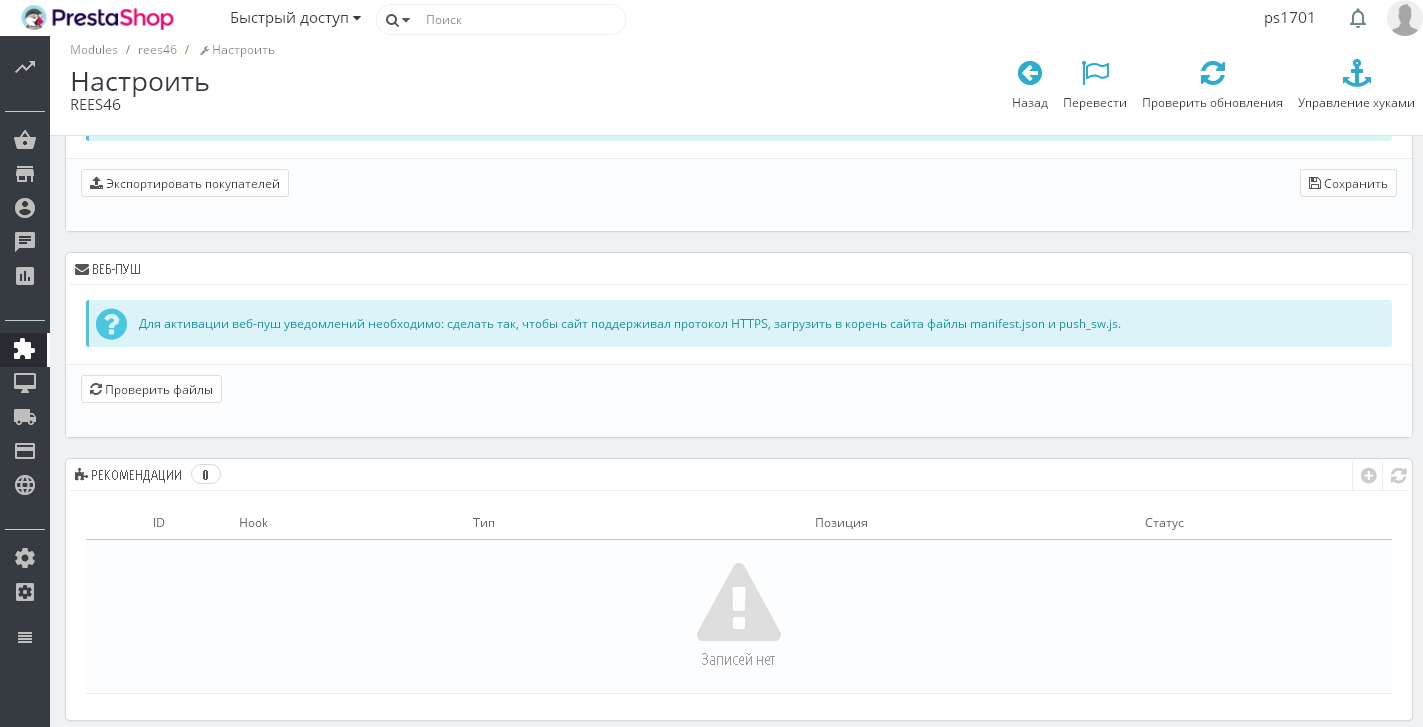 PrestaShop
Быстрый доступ
Поиск
ps1701
Modules / rees46 / Настроить
Настроить
REES46
Назад
Перевести
Проверить обновления
Управление хуками
Экспортировать покупателей
Сохранить
ВЕБ-ПУШ
Для активации веб-пуш уведомлений необходимо: сделать так, чтобы сайт поддерживал протокол HTTPS, загрузить в корень сайта файлы manifest.json и push_sw.js.
Проверить файлы
РЕКОМЕНДАЦИИ 0
ID Hook Тип Позиция Статус
Записей нет